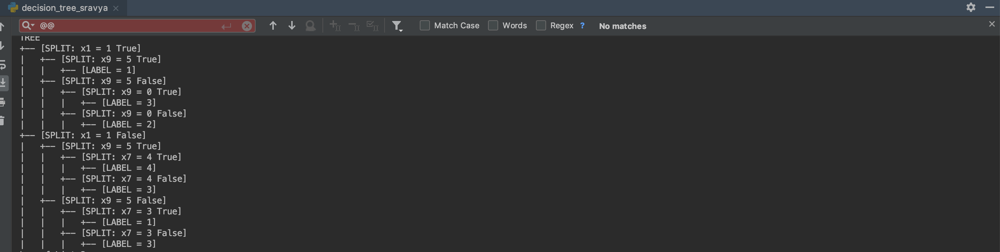 decision_tree_sravya
@@ Match Case Words Regex ? No matches
TREE
+-- [SPLIT: x1 = 1 True]
|   +-- [SPLIT: x9 = 5 True]
|   |   +-- [LABEL = 1]
|   +-- [SPLIT: x9 = 5 False]
|   |   +-- [SPLIT: x9 = 0 True]
|   |   |   +-- [LABEL = 3]
|   |   +-- [SPLIT: x9 = 0 False]
|   |   |   +-- [LABEL = 2]
+-- [SPLIT: x1 = 1 False]
|   +-- [SPLIT: x9 = 5 True]
|   |   +-- [SPLIT: x7 = 4 True]
|   |   |   +-- [LABEL = 4]
|   |   +-- [SPLIT: x7 = 4 False]
|   |   |   +-- [LABEL = 3]
|   +-- [SPLIT: x9 = 5 False]
|   |   +-- [SPLIT: x7 = 3 True]
|   |   |   +-- [LABEL = 1]
|   |   +-- [SPLIT: x7 = 3 False]
|   |   |   +-- [LABEL = 3]